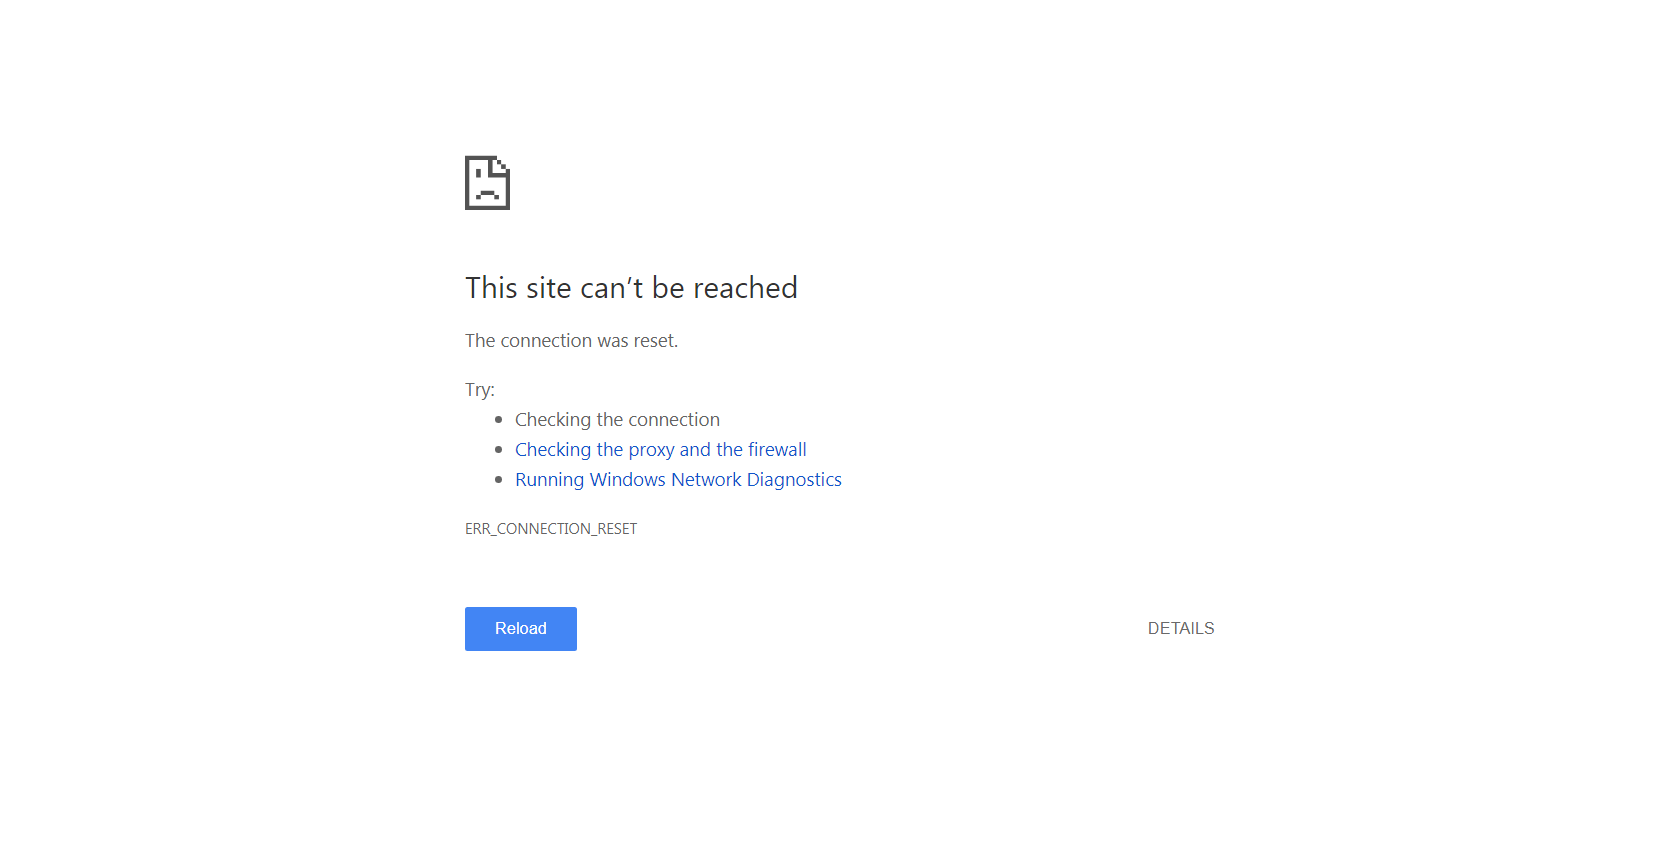 This site can’t be reached
The connection was reset.
Try:
Checking the connection
Checking the proxy and the firewall
Running Windows Network Diagnostics
ERR_CONNECTION_RESET
Reload
DETAILS